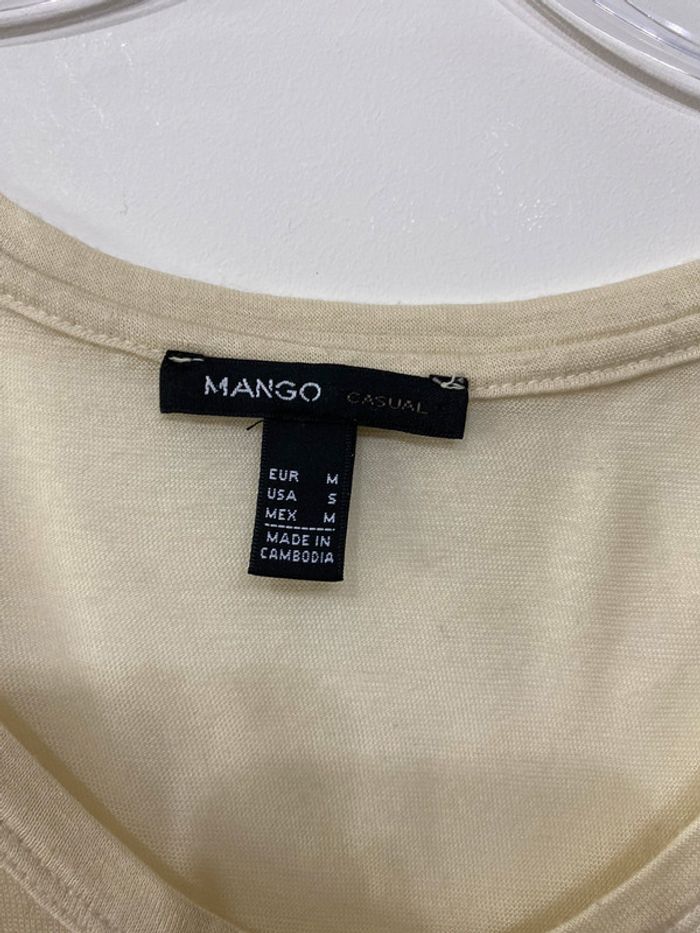 MANGO CASUAL
EUR M
USA S
MEX M
MADE IN
CAMBODIA